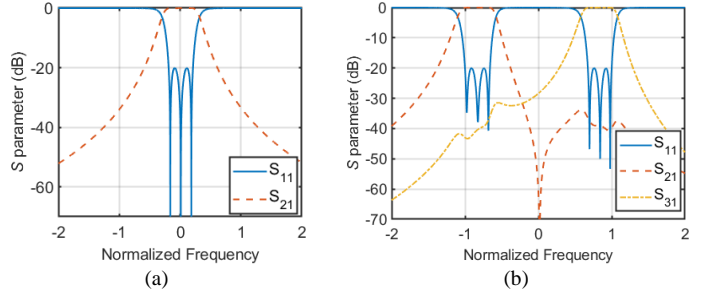 S parameter (dB)
0
-20
-40
-60
-2
-1
0
1
2
Normalized Frequency
S11
S21
(a)
S parameter (dB)
0
-10
-20
-30
-40
-50
-60
-70
-2
-1
0
1
2
Normalized Frequency
S11
S21
S31
(b)